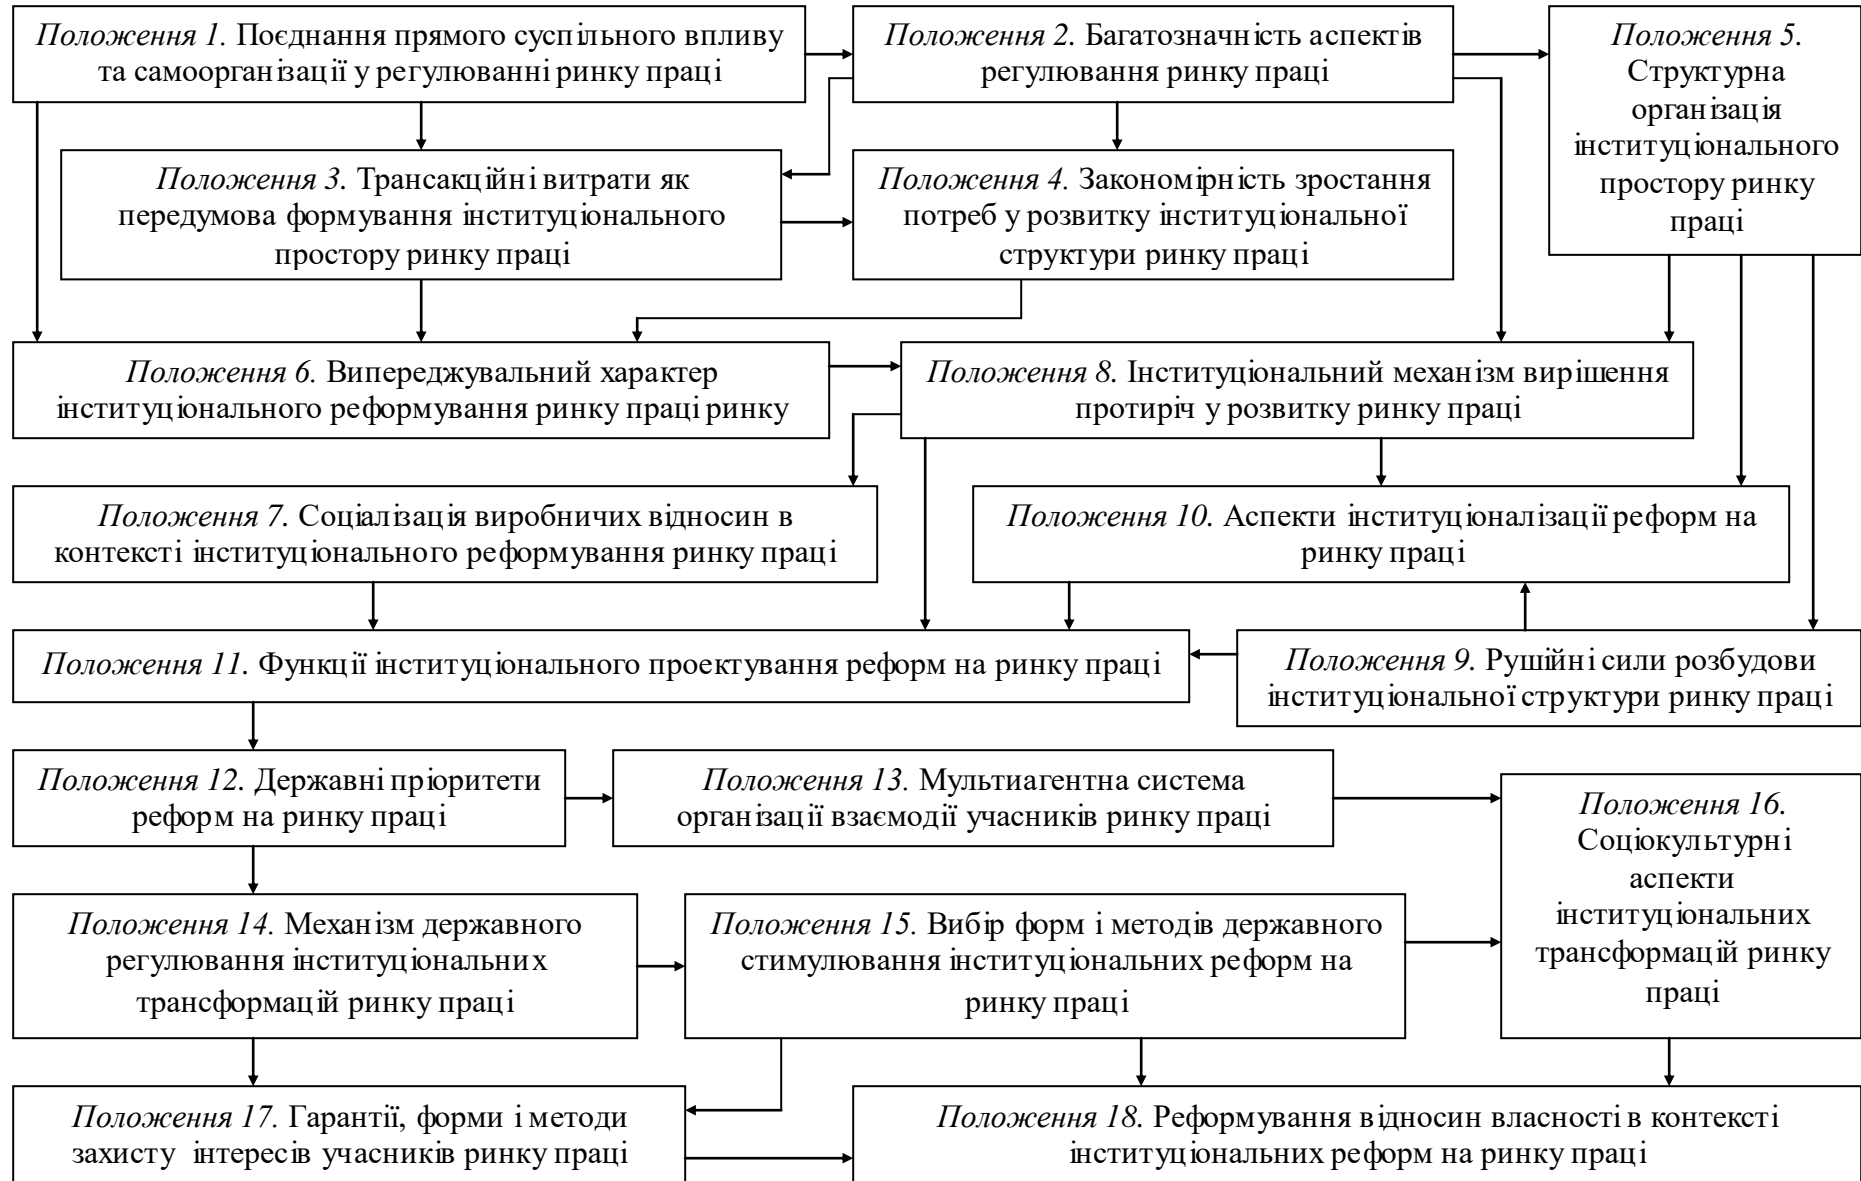 Положення 1. Поєднання прямого суспільного впливу
та самоорганізації у регулюванні ринку праці
Положення 2. Багатозначність аспектів
регулювання ринку праці
Положення 5.
Структурна
організація
інституціонального
простору ринку
праці
Положення 3. Трансакційні витрати як
передумова формування інституціонального
простору ринку праці
Положення 4. Закономірність зростання
потреб у розвитку інституціональної
структури ринку праці
Положення 6. Випереджувальний характер
інституціонального реформування ринку праці ринку
Положення 8. Інституціональний механізм вирішення
протиріч у розвитку ринку праці
Положення 7. Соціалізація виробничих відносин в
контексті інституціонального реформування ринку праці
Положення 10. Аспекти інституціоналізації реформ на
ринку праці
Положення 11. Функції інституціонального проектування реформ на ринку праці
Положення 9. Рушійні сили розбудови
інституціональної структури ринку праці
Положення 12. Державні пріоритети
реформ на ринку праці
Положення 13. Мультиагентна система
організації взаємодії учасників ринку праці
Положення 16.
Соціокультурні
аспекти
інституціональних
трансформацій ринку
праці
Положення 14. Механізм державного
регулювання інституціональних
трансформацій ринку праці
Положення 15. Вибір форм і методів державного
стимулювання інституціональних реформ на
ринку праці
Положення 17. Гарантії, форми і методи
захисту інтересів учасників ринку праці
Положення 18. Реформування відносин власності в контексті
інституціональних реформ на ринку праці